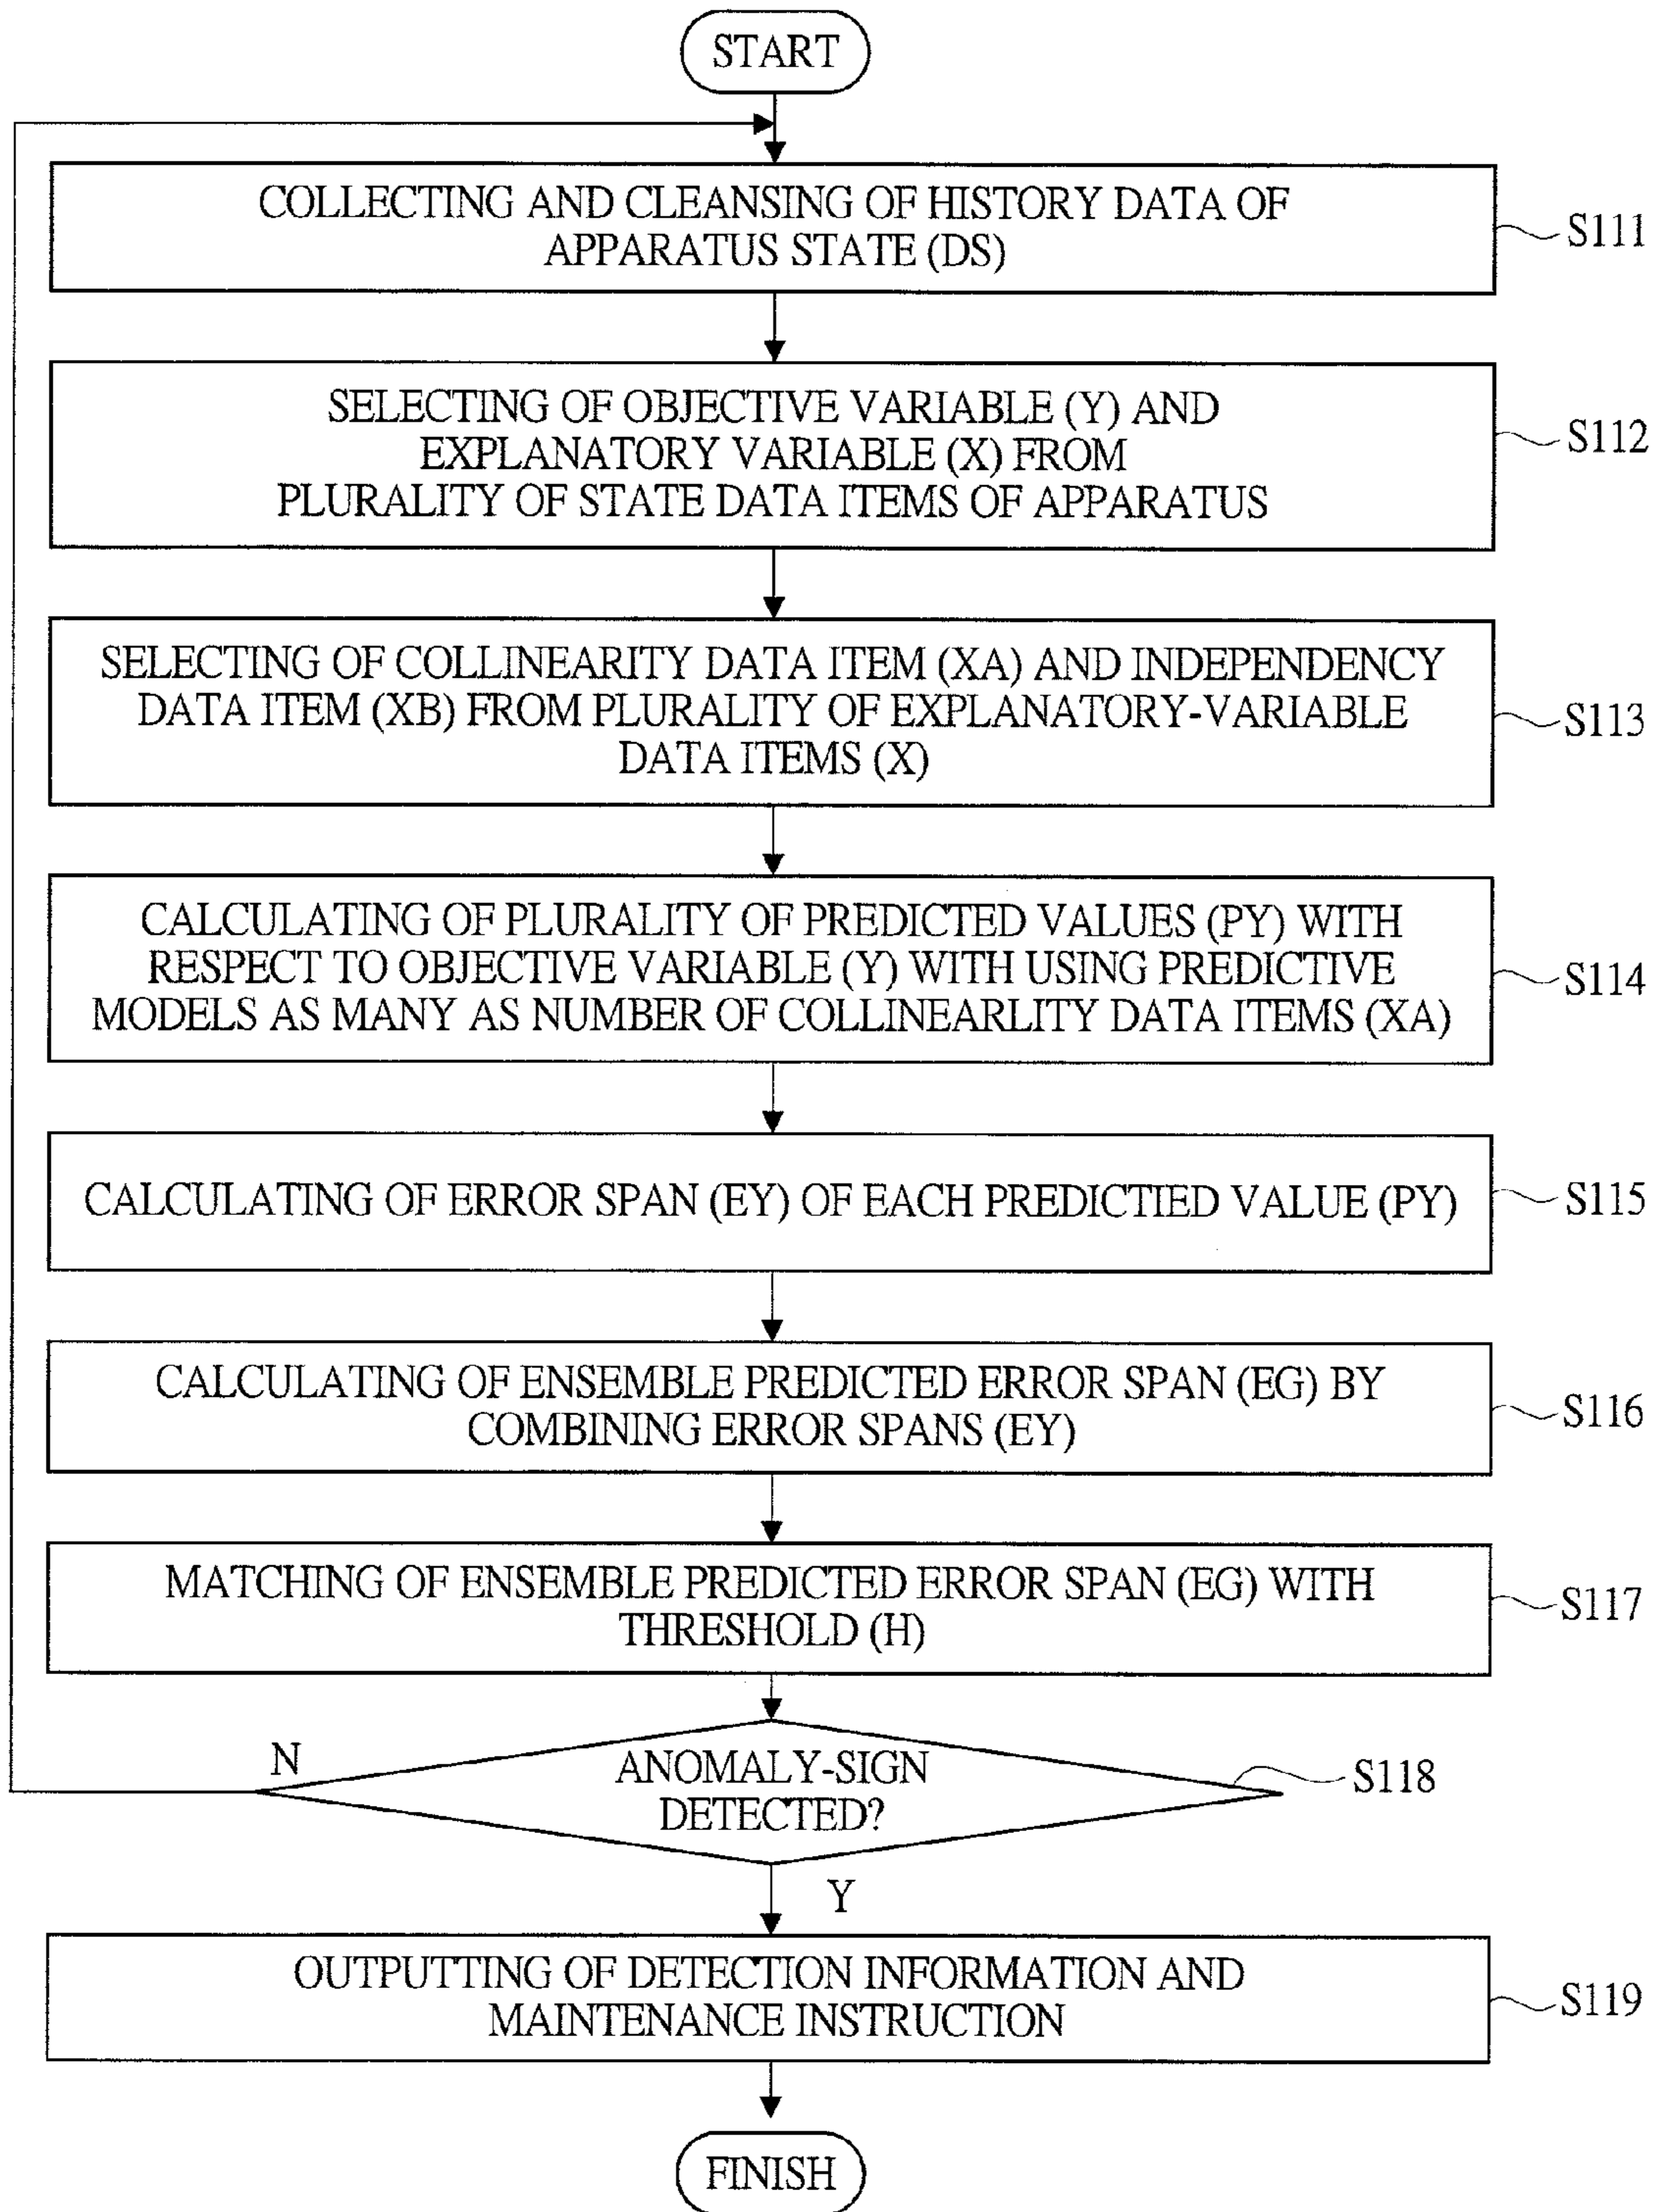 START
COLLECTING AND CLEANSING OF HISTORY DATA OF
APPARATUS STATE (DS)
S111
SELECTING OF OBJECTIVE VARIABLE (Y) AND
EXPLANATORY VARIABLE (X) FROM
PLURALITY OF STATE DATA ITEMS OF APPARATUS
S112
SELECTING OF COLLINEARITY DATA ITEM (XA) AND INDEPENDENCY
DATA ITEM (XB) FROM PLURALITY OF EXPLANATORY-VARIABLE
DATA ITEMS (X)
S113
CALCULATING OF PLURALITY OF PREDICTED VALUES (PY) WITH
RESPECT TO OBJECTIVE VARIABLE (Y) WITH USING PREDICTIVE
MODELS AS MANY AS NUMBER OF COLLINEARLITY DATA ITEMS (XA)
S114
CALCULATING OF ERROR SPAN (EY) OF EACH PREDICTIED VALUE (PY)
S115
CALCULATING OF ENSEMBLE PREDICTED ERROR SPAN (EG) BY
COMBINING ERROR SPANS (EY)
S116
MATCHING OF ENSEMBLE PREDICTED ERROR SPAN (EG) WITH
THRESHOLD (H)
S117
N
ANOMALY-SIGN
DETECTED?
S118
Y
OUTPUTTING OF DETECTION INFORMATION AND
MAINTENANCE INSTRUCTION
S119
FINISH